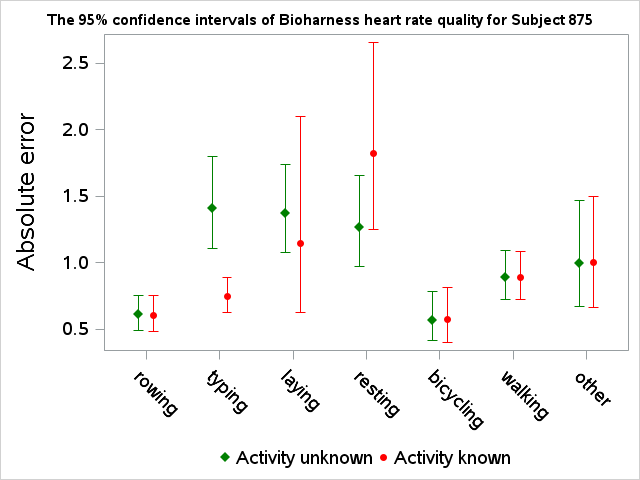 The 95% confidence intervals of Bioharness heart rate quality for Subject 875
Absolute error
2.5
2.0
1.5
1.0
0.5
rowing
typing
laying
resting
bicycling
walking
other
Activity unknown Activity known